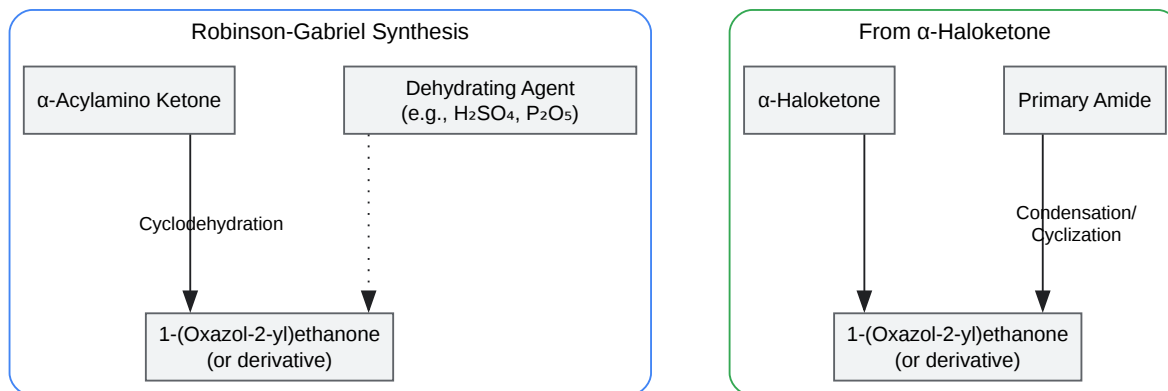 Robinson-Gabriel Synthesis
α-Acylamino Ketone
Dehydrating Agent
(e.g., H₂SO₄, P₂O₅)
Cyclodehydration
1-(Oxazol-2-yl)ethanone
(or derivative)
From α-Haloketone
α-Haloketone
Primary Amide
Condensation/
Cyclization
1-(Oxazol-2-yl)ethanone
(or derivative)